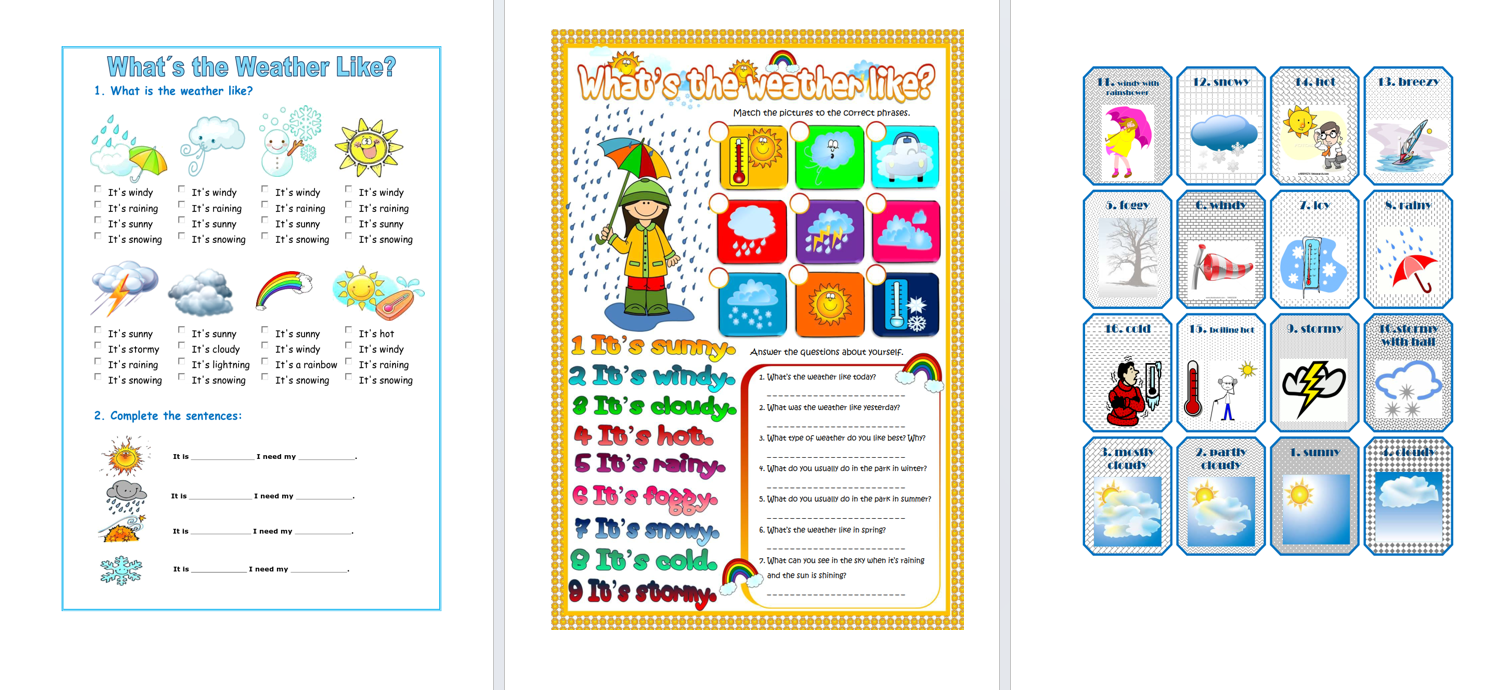 What´s the Weather Like?
1. What is the weather like?
It's windy It's windy It's windy It's windy
It's raining It's raining It's raining It's raining
It's sunny It's sunny It's sunny It's sunny
It's snowing It's snowing It's snowing It's snowing
It's sunny It's sunny It's sunny It's hot
It's stormy It's cloudy It's windy It's windy
It's raining It's lightning It's a rainbow It's raining
It's snowing It's snowing It's snowing It's snowing
2. Complete the sentences:
It is _______________ I need my ______________.
It is _______________ I need my ______________.
It is _______________ I need my ______________.
It is _____________ I need my ______________.
What's the weather like?
Match the pictures to the correct phrases.
1 It's sunny.
2 It's windy.
3 It's cloudy.
4 It's hot.
5 It's rainy.
6 It's foggy.
7 It's snowy.
8 It's cold.
9 It's stormy.
Answer the questions about yourself.
1. What's the weather like today?
2. What was the weather like yesterday?
3. What type of weather do you like best? Why?
4. What do you usually do in the park in winter?
5. What do you usually do in the park in summer?
6. What's the weather like in spring?
7. What can you see in the sky when it's raining
and the sun is shining?
11. windy with
rainshower
12. snowy
14. hot
13. breezy
5. foggy
6. windy
7. icy
8. rainy
16. cold
15. boiling hot
9. stormy
10.stormy
with hail
3. mostly
cloudy
2. partly
cloudy
1. sunny
4. cloudy